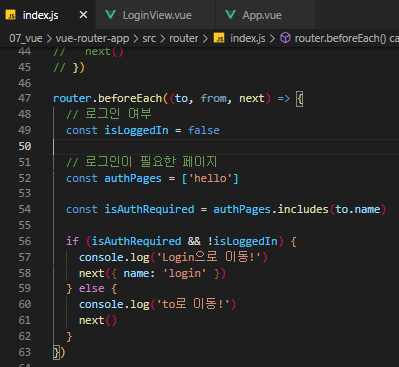 JS index.js LoginView.vue App.vue
07_vue > vue-router-app > src > router > JS index.js > router.beforeEach() ca
44 //   next()
45 // })
46
47 router.beforeEach((to, from, next) => {
48   // 로그인 여부
49   const isLoggedIn = false
50
51   // 로그인이 필요한 페이지
52   const authPages = ['hello']
53
54   const isAuthRequired = authPages.includes(to.name)
55
56   if (isAuthRequired && !isLoggedIn) {
57     console.log('Login으로 이동!')
58     next({ name: 'login' })
59   } else {
60     console.log('to로 이동!')
61     next()
62   }
63 })
64